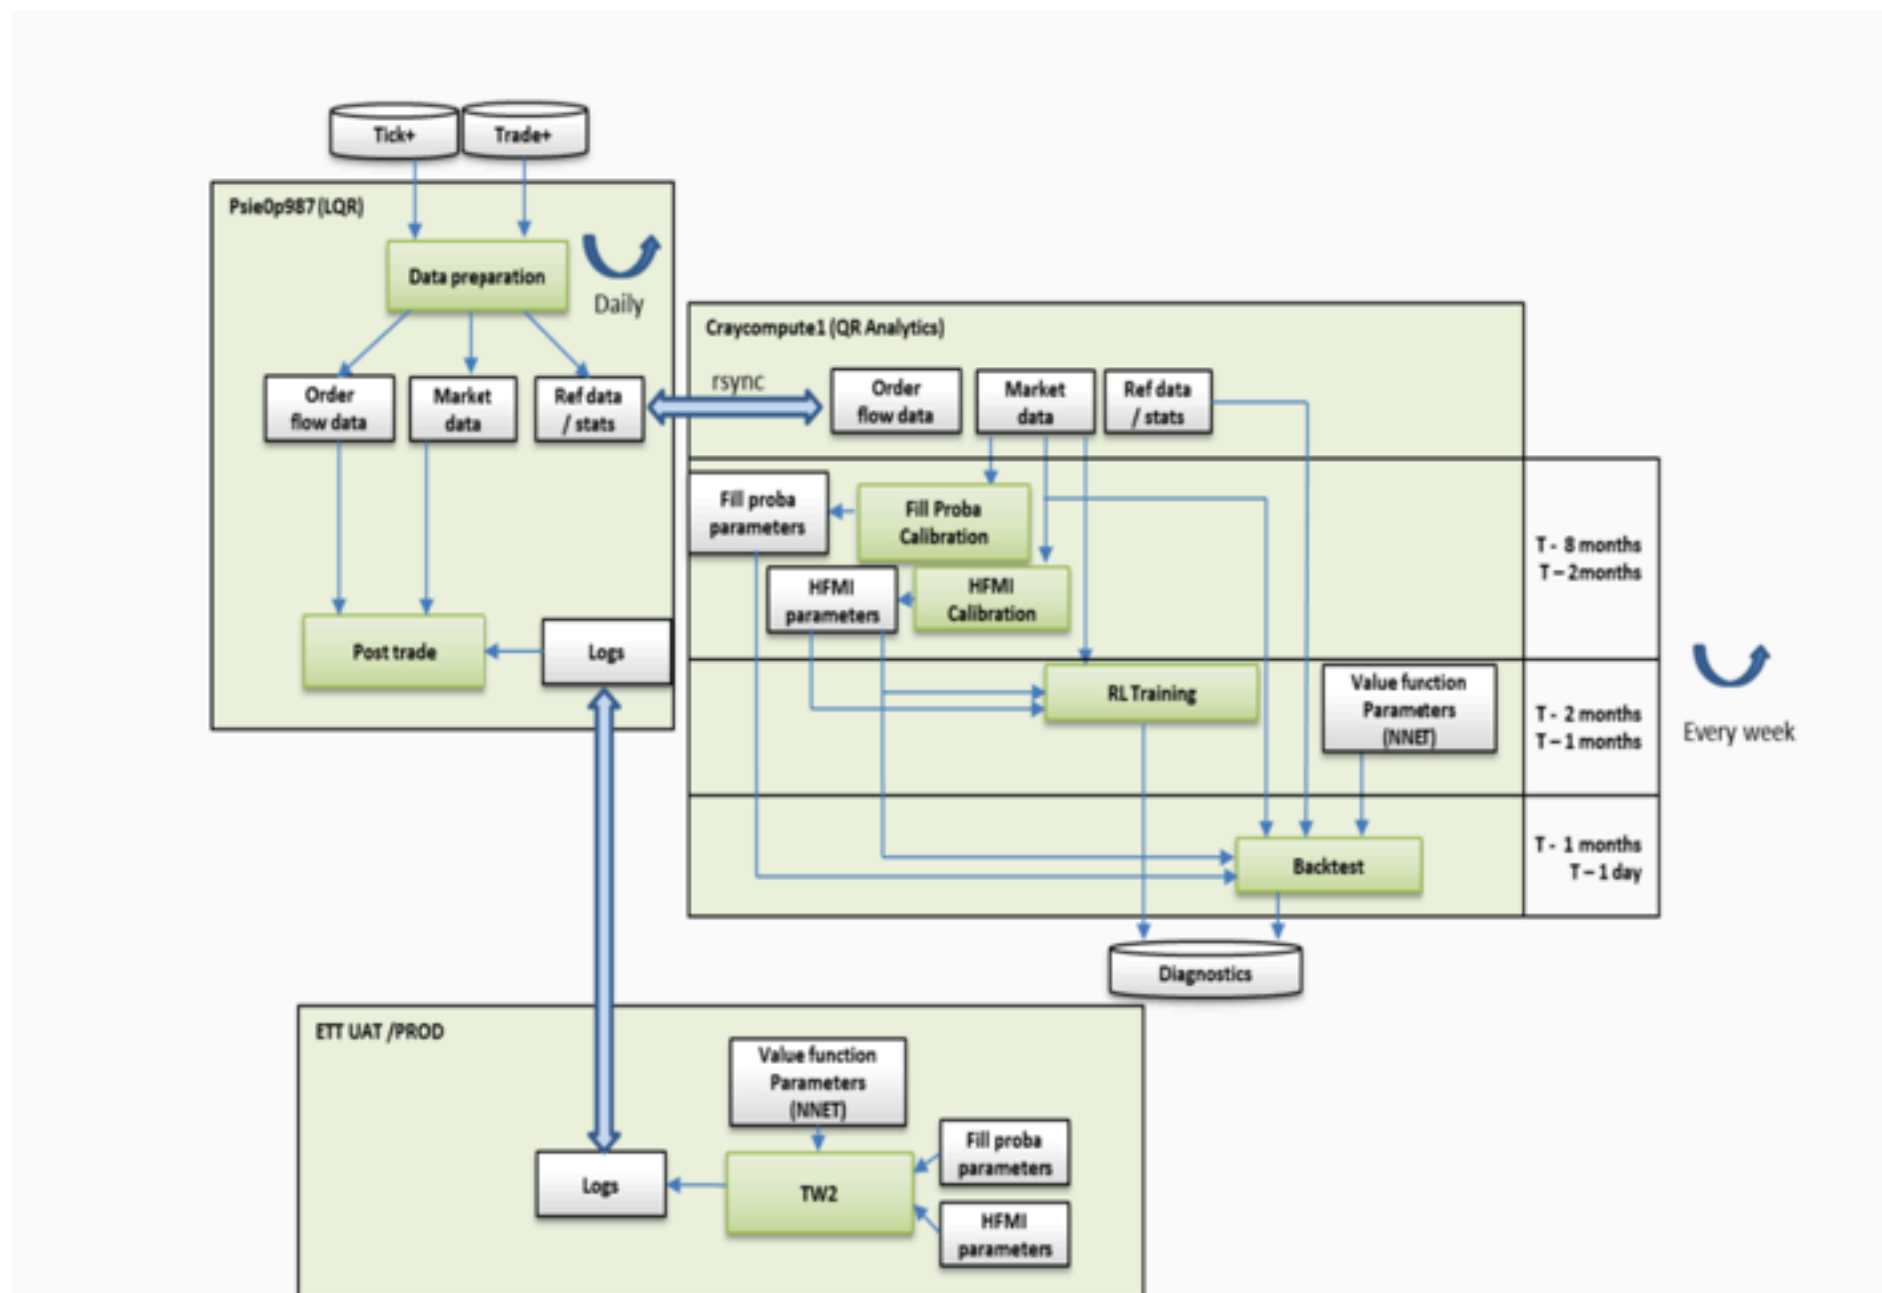 Tick+
Trade+
Psie0p987 (LQR)
Data preparation
Daily
Order
flow data
Market
data
Ref data
/ stats
Post trade
Logs
rsync
Craycompute1 (QR Analytics)
Order
flow data
Market
data
Ref data
/ stats
Fill proba
parameters
Fill Proba
Calibration
HFMI
parameters
HFMI
Calibration
T - 8 months
T – 2months
RL Training
Value function
Parameters
(NNET)
T - 2 months
T – 1 months
Every week
Backtest
T - 1 months
T – 1 day
Diagnostics
ETT UAT /PROD
Value function
Parameters
(NNET)
Logs
TW2
Fill proba
parameters
HFMI
parameters